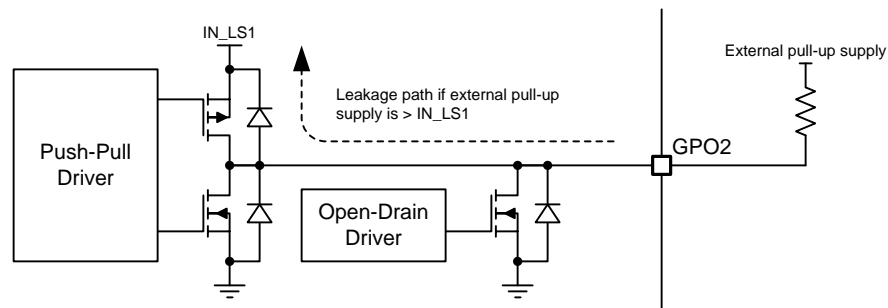 IN_LS1
External pull-up supply
Leakage path if external pull-up
supply is > IN_LS1
Push-Pull
Driver
GPO2
Open-Drain
Driver